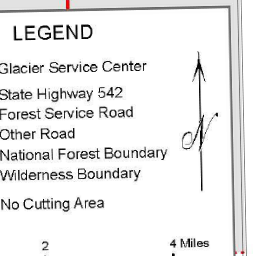 LEGEND
Glacier Service Center
State Highway 542
Forest Service Road
Other Road
National Forest Boundary
Wilderness Boundary
No Cutting Area
N
2
4 Miles